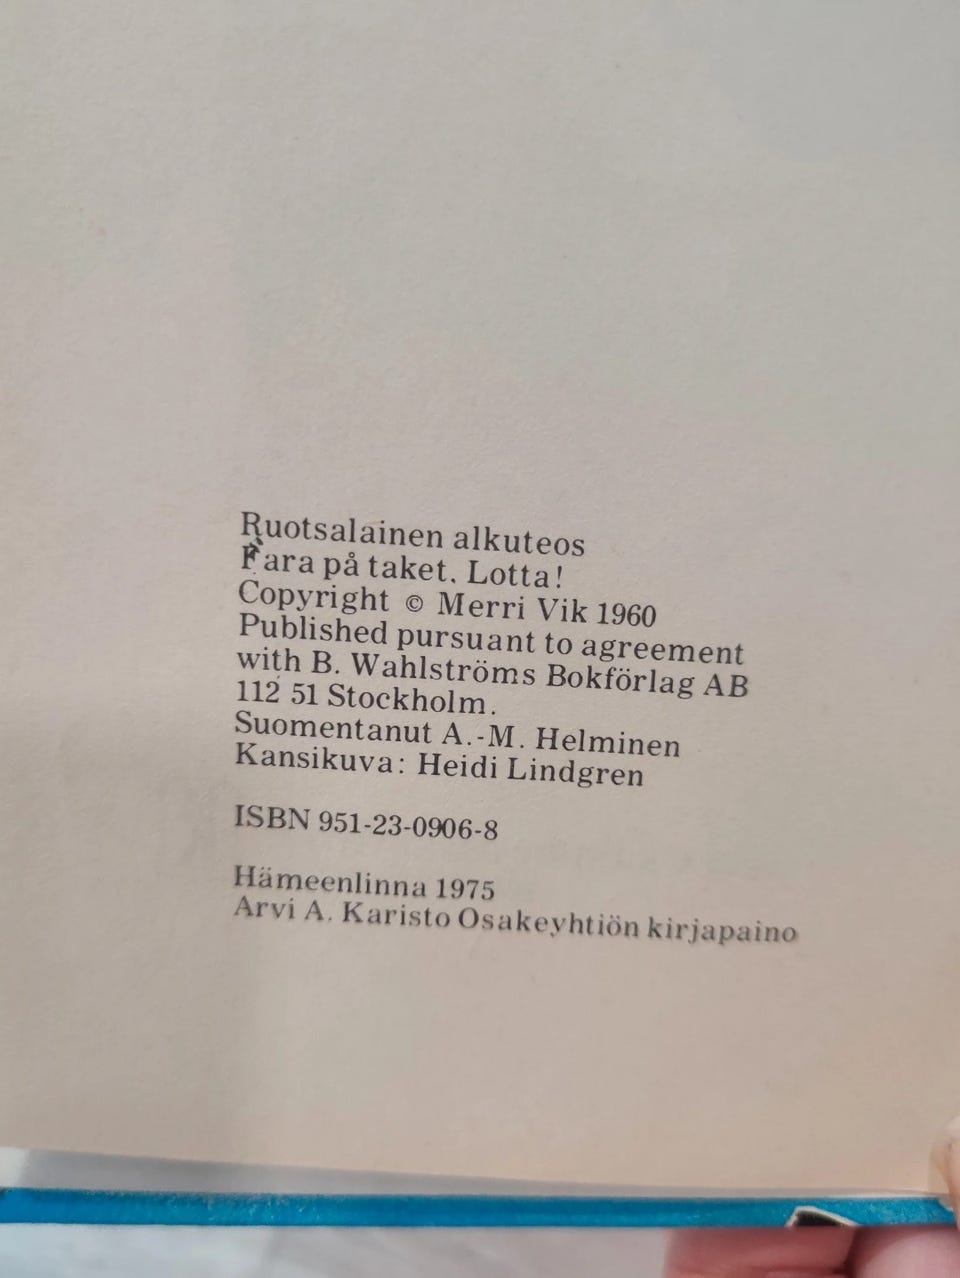 Ruotsalainen alkuteos
Fara på taket. Lotta!
Copyright © Merri Vik 1960
Published pursuant to agreement
with B. Wahlströms Bokförlag AB
112 51 Stockholm.
Suomentanut A.-M. Helminen
Kansikuva: Heidi Lindgren
ISBN 951-23-0906-8
Hämeenlinna 1975
Arvi A. Karisto Osakeyhtiön kirjapaino